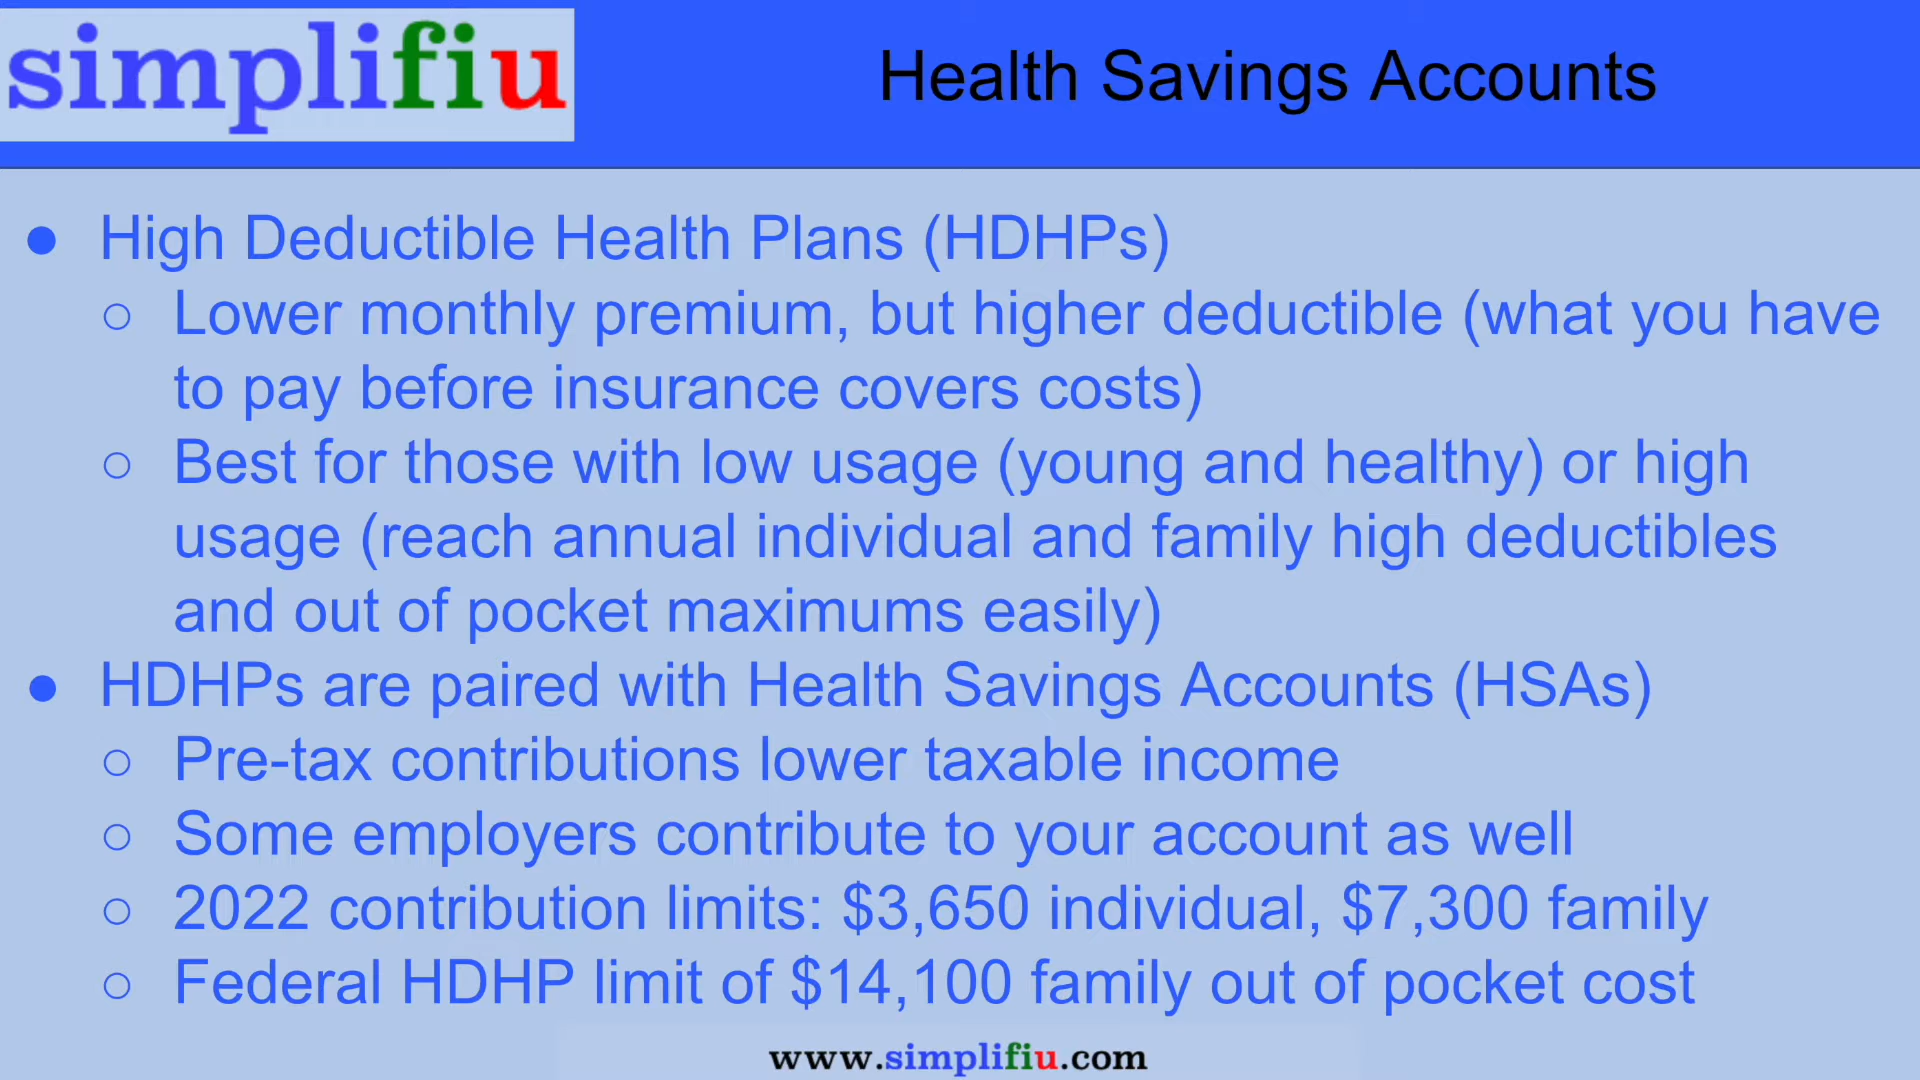 simplifiu
Health Savings Accounts
● High Deductible Health Plans (HDHPs)
○ Lower monthly premium, but higher deductible (what you have
to pay before insurance covers costs)
○ Best for those with low usage (young and healthy) or high
usage (reach annual individual and family high deductibles
and out of pocket maximums easily)
● HDHPs are paired with Health Savings Accounts (HSAs)
○ Pre-tax contributions lower taxable income
○ Some employers contribute to your account as well
○ 2022 contribution limits: $3,650 individual, $7,300 family
○ Federal HDHP limit of $14,100 family out of pocket cost
www.simplifiu.com